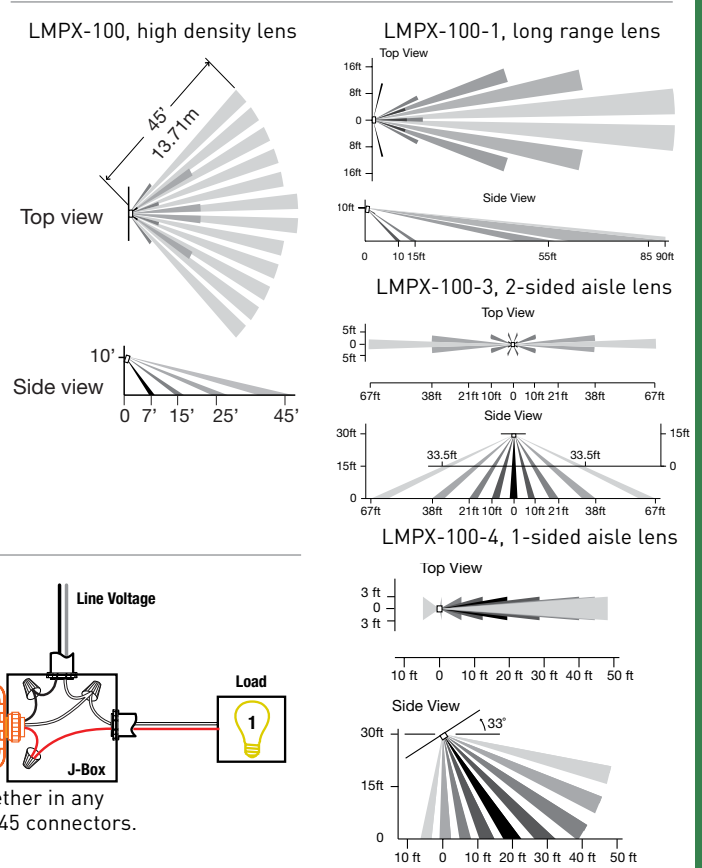 LMPX-100, high density lens
45'
13.71m
Top view
10'
Side view
0 7' 15' 25' 45'
LMPX-100-1, long range lens
Top View
16ft
8ft
0
8ft
16ft
Side View
10ft
0 10 15ft 55ft 85 90ft
LMPX-100-3, 2-sided aisle lens
Top View
5ft
0
5ft
67ft 38ft 21ft 10ft 0 10ft 21ft 38ft 67ft
Side View
30ft
15ft
0
33.5ft 33.5ft
15ft
0
67ft 38ft 21ft 10ft 0 10ft 21ft 38ft 67ft
LMPX-100-4, 1-sided aisle lens
Top View
3 ft
0
3 ft
10 ft 0 10 ft 20 ft 30 ft 40 ft 50 ft
Side View
33°
30ft
15ft
0
10 ft 0 10 ft 20 ft 30 ft 40 ft 50 ft
Line Voltage
Load
1
J-Box
ether in any
45 connectors.